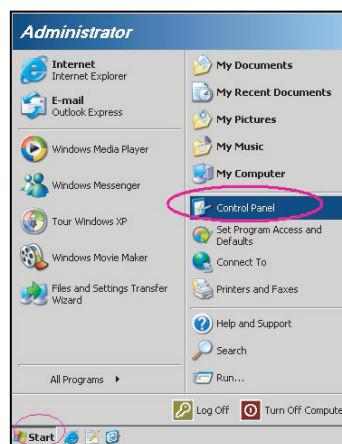 Administrator
Internet
Internet Explorer
E-mail
Outlook Express
Windows Media Player
Windows Messenger
Tour Windows XP
Windows Movie Maker
Files and Settings Transfer
Wizard
All Programs
My Documents
My Recent Documents
My Pictures
My Music
My Computer
Control Panel
Set Program Access and
Defaults
Connect To
Printers and Faxes
Help and Support
Search
Run...
Log Off
Turn Off Compute
Start